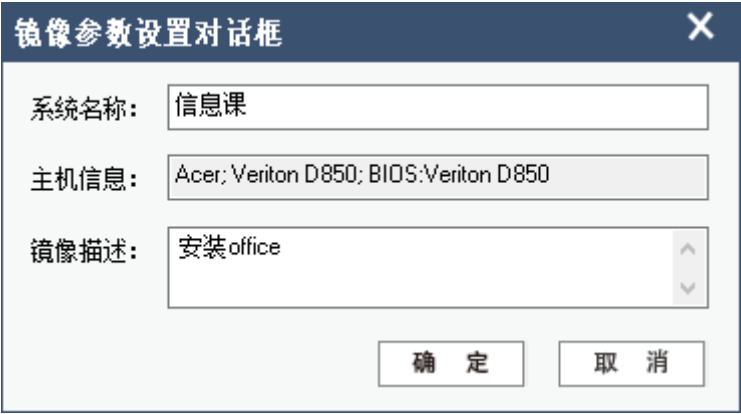 镜像参数设置对话框
系统名称： 信息课
主机信息： Acer; Veriton D850; BIOS:Veriton D850
镜像描述： 安装office
确 定 取 消